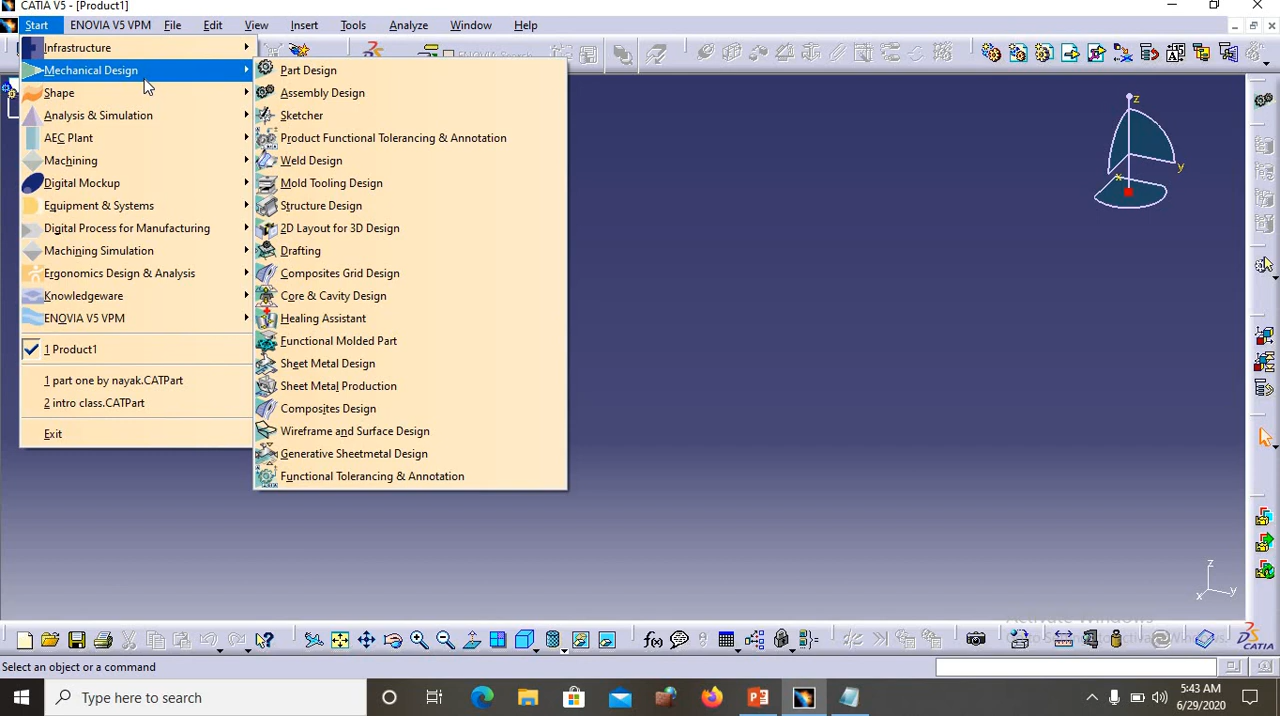 CATIA V5 - [Product1]
Start ENOVIA V5 VPM File Edit View Insert Tools Analyze Window Help
Infrastructure
Mechanical Design
Shape
Analysis & Simulation
AEC Plant
Machining
Digital Mockup
Equipment & Systems
Digital Process for Manufacturing
Machining Simulation
Ergonomics Design & Analysis
Knowledgeware
ENOVIA V5 VPM
1 Product1
1 part one by nayak.CATPart
2 intro class.CATPart
Exit
Part Design
Assembly Design
Sketcher
Product Functional Tolerancing & Annotation
Weld Design
Mold Tooling Design
Structure Design
2D Layout for 3D Design
Drafting
Composites Grid Design
Core & Cavity Design
Healing Assistant
Functional Molded Part
Sheet Metal Design
Sheet Metal Production
Composites Design
Wireframe and Surface Design
Generative Sheetmetal Design
Functional Tolerancing & Annotation
z
y
x
z
x y
Activate Windows
f(x)
CATIA
Select an object or a command
Type here to search
5:43 AM
6/29/2020